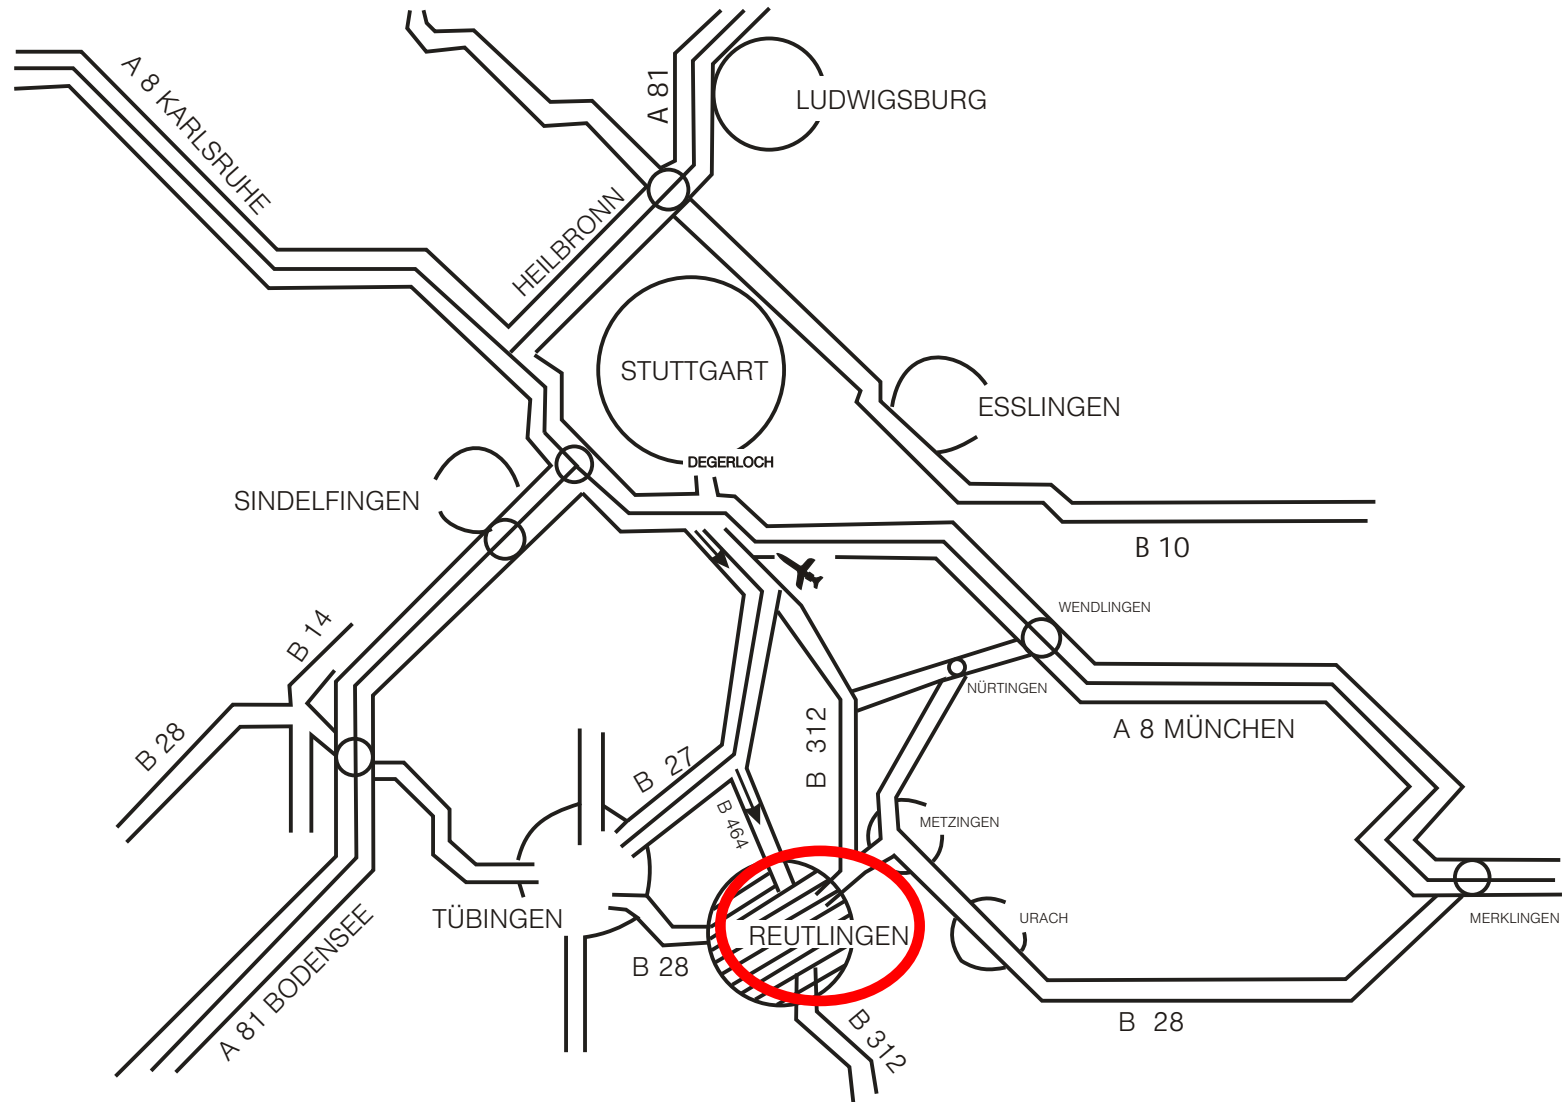 A 8 KARLSRUHE
A 81
LUDWIGSBURG
HEILBRONN
STUTTGART
ESSLINGEN
DEGERLOCH
SINDELFINGEN
B 10
WENDLINGEN
B 14
NÜRTINGEN
B 28
B 312
A 8 MÜNCHEN
B 27
B 464
METZINGEN
TÜBINGEN
URACH
MERKLINGEN
REUTLINGEN
B 28
A 81 BODENSEE
B 28
B 312